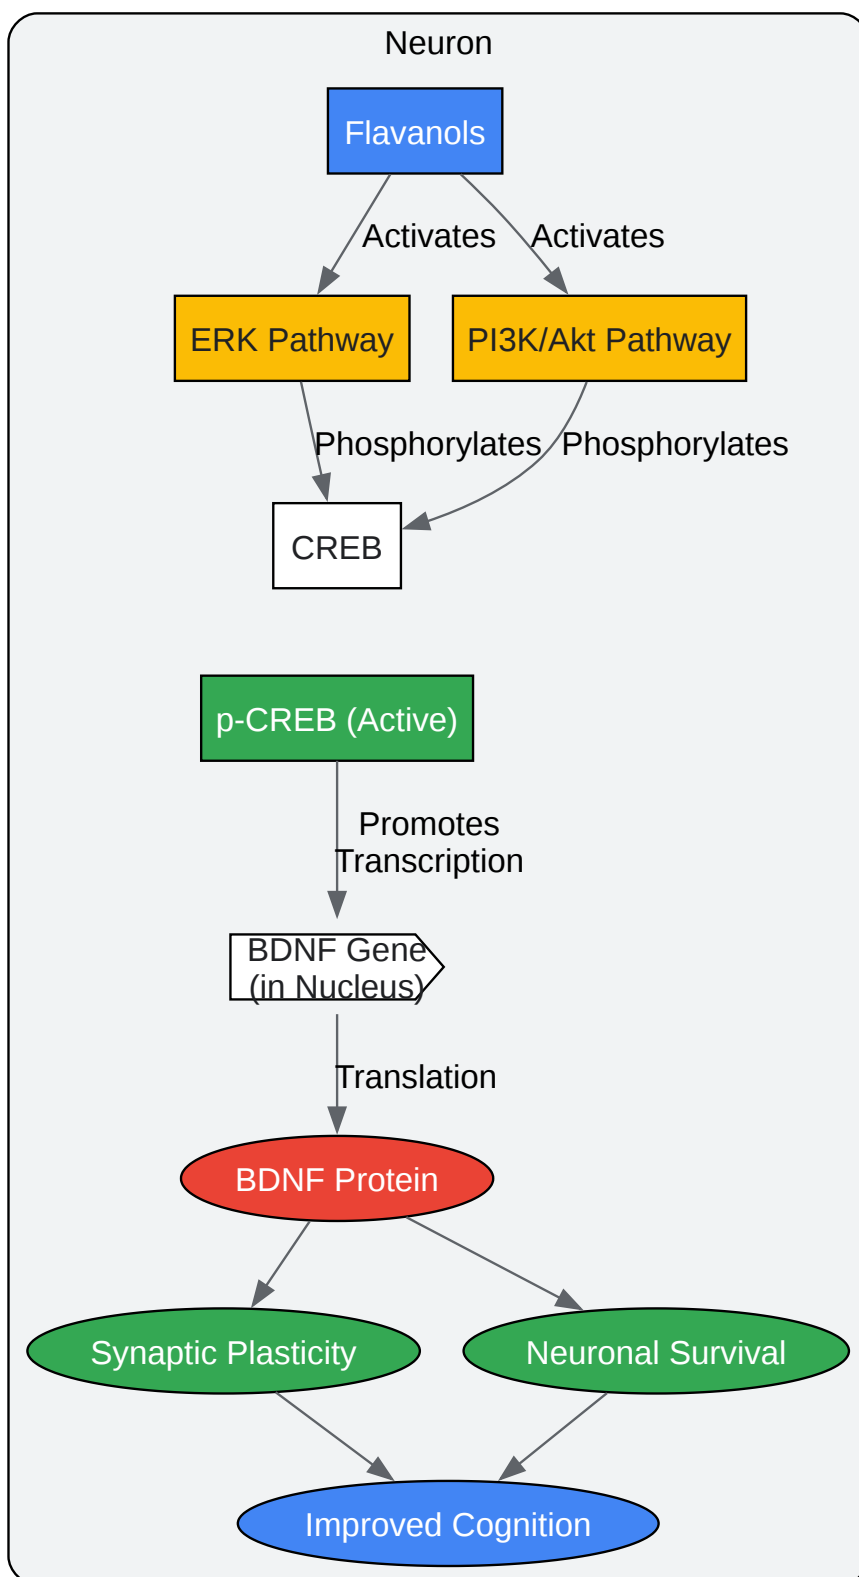 Neuron
Flavanols
Activates
Activates
ERK Pathway
PI3K/Akt Pathway
Phosphorylates
Phosphorylates
CREB
p-CREB (Active)
Promotes
Transcription
BDNF Gene
(in Nucleus)
Translation
BDNF Protein
Synaptic Plasticity
Neuronal Survival
Improved Cognition